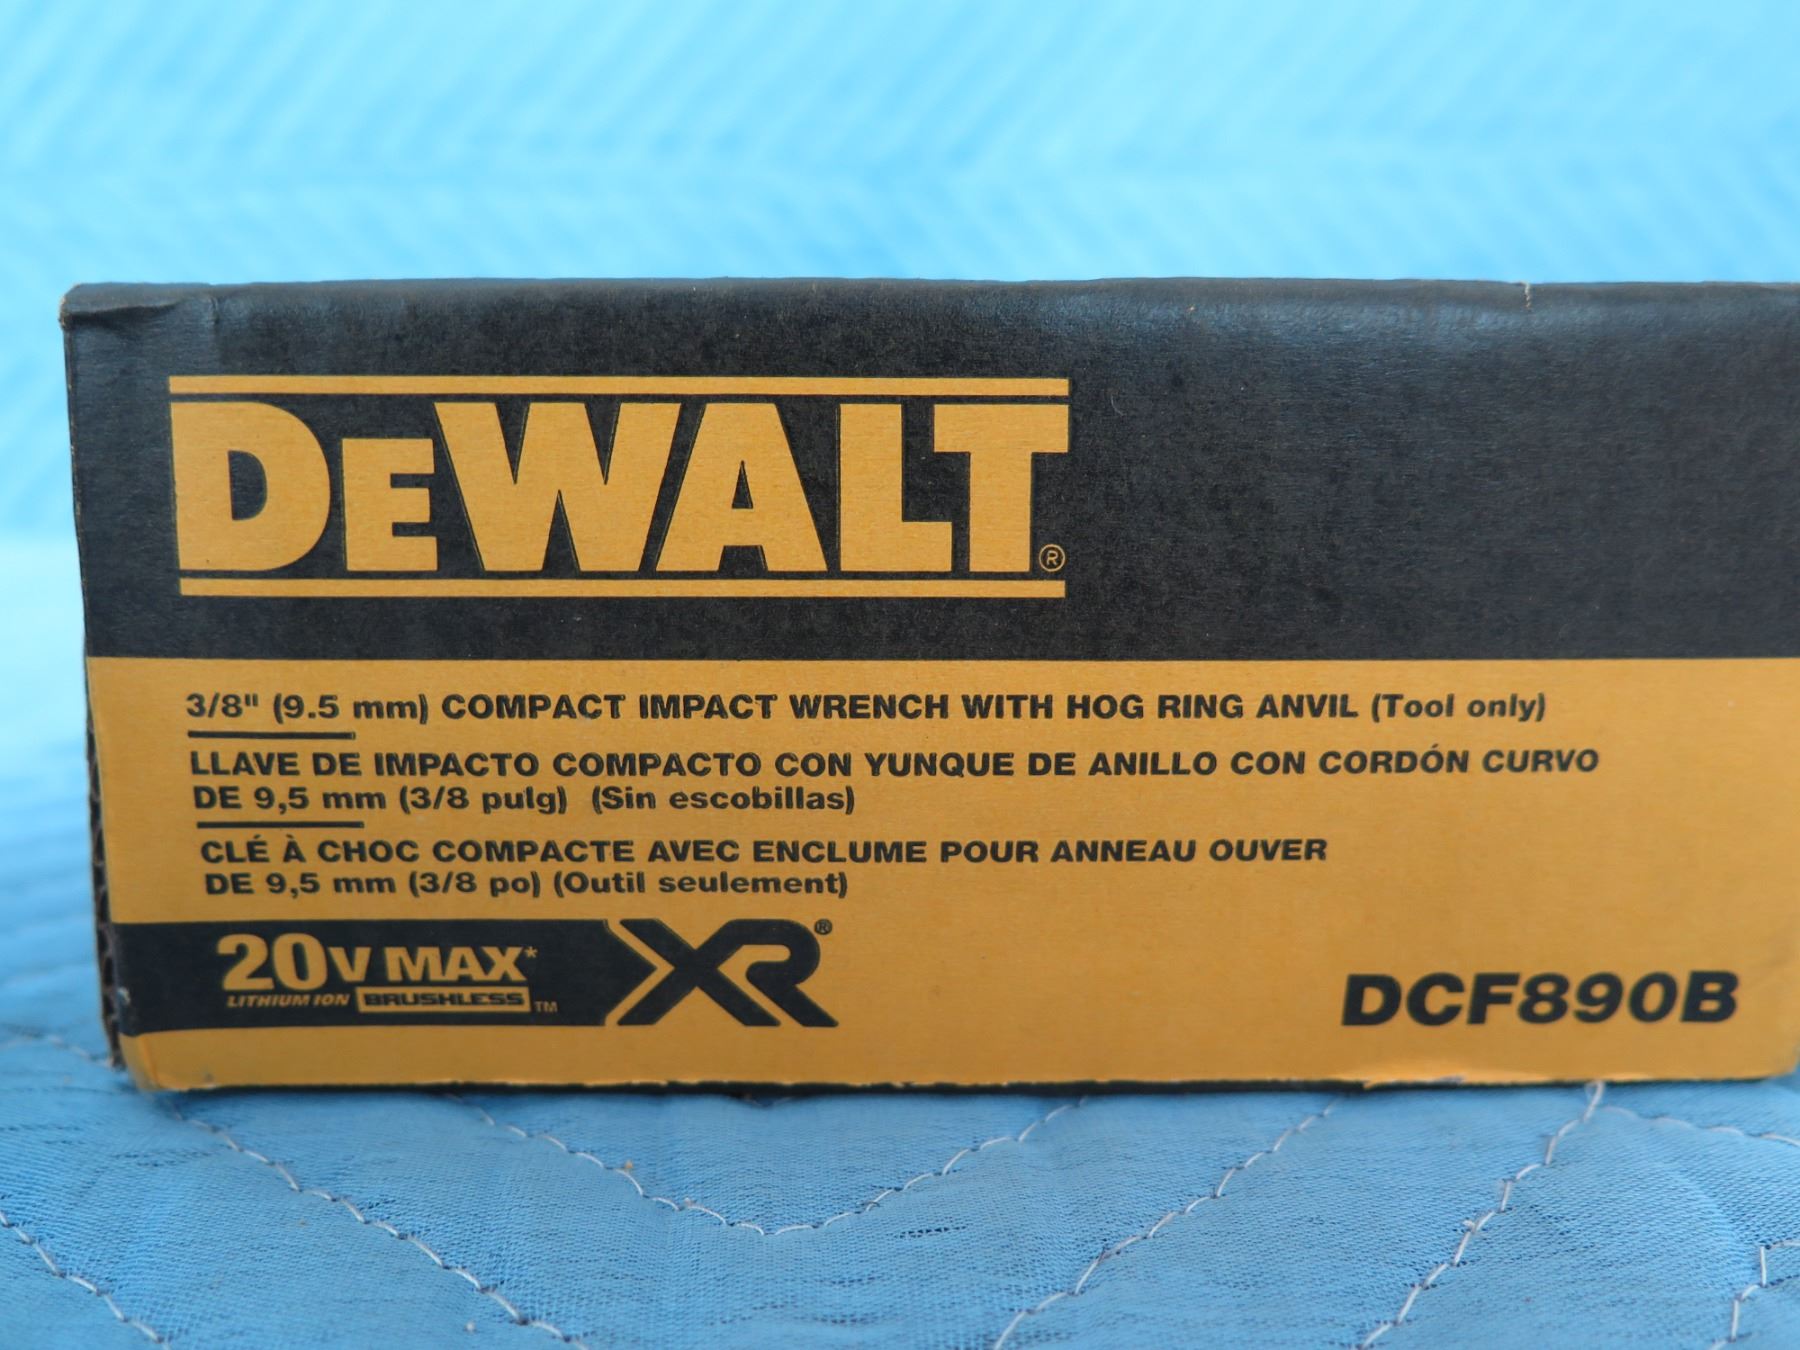 DEWALT®
3/8" (9.5 mm) COMPACT IMPACT WRENCH WITH HOG RING ANVIL (Tool only)
LLAVE DE IMPACTO COMPACTO CON YUNQUE DE ANILLO CON CORDÓN CURVO
DE 9,5 mm (3/8 pulg) (Sin escobillas)
CLÉ À CHOC COMPACTE AVEC ENCLUME POUR ANNEAU OUVER
DE 9,5 mm (3/8 po) (Outil seulement)
20V MAX* XR®
LITHIUM ION BRUSHLESS™
DCF890B